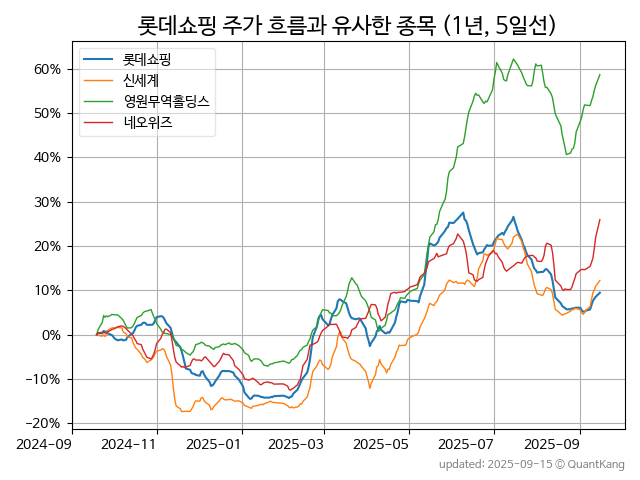 롯데쇼핑 주가 흐름과 유사한 종목 (1년, 5일선)
롯데쇼핑
신세계
영원무역홀딩스
네오위즈
60%
50%
40%
30%
20%
10%
0%
−10%
−20%
2024-09 2024-11 2025-01 2025-03 2025-05 2025-07 2025-09
updated: 2025-09-15 ⓒ QuantKang